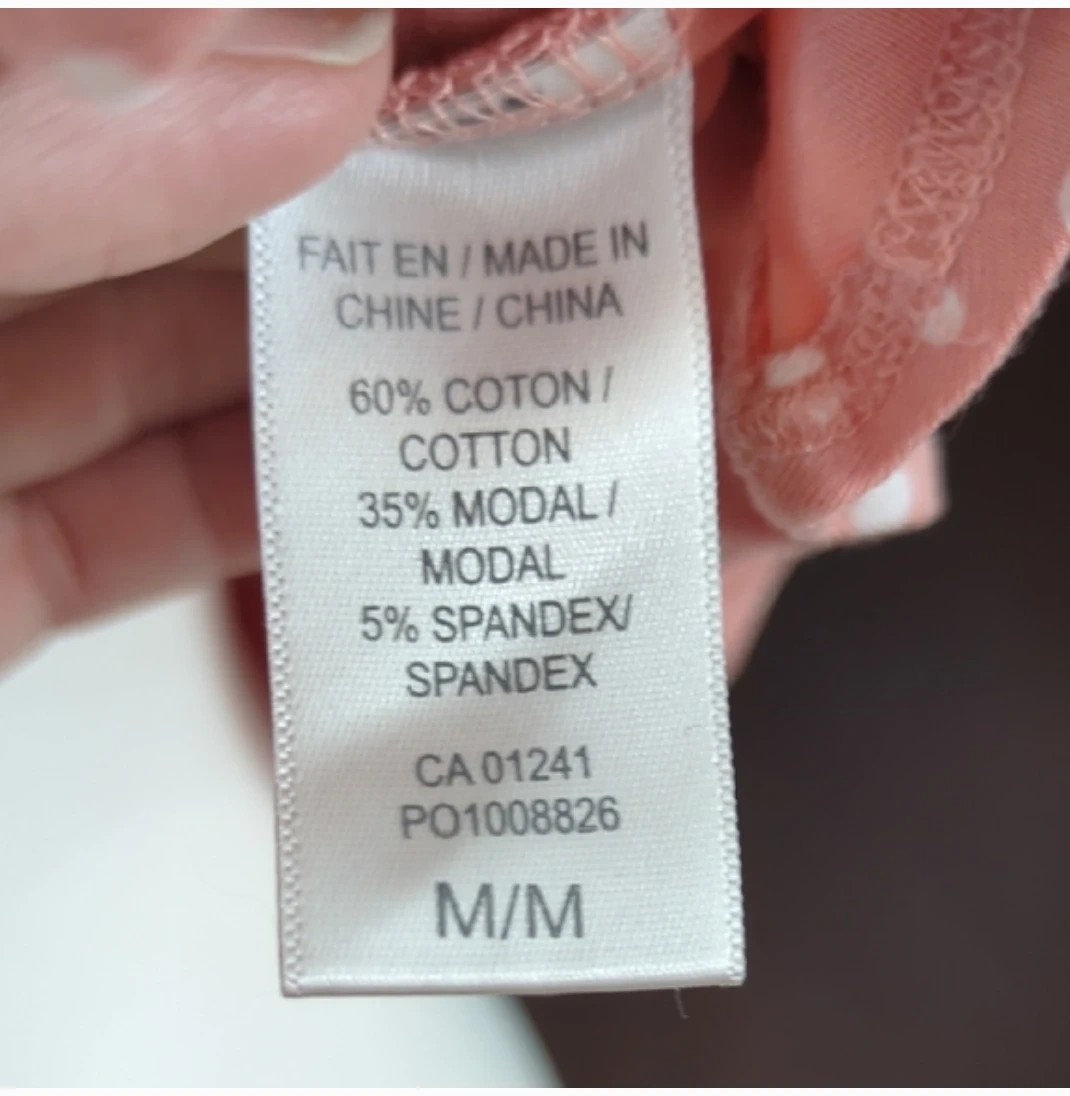 FAIT EN / MADE IN
CHINE / CHINA
60% COTON /
COTTON
35% MODAL /
MODAL
5% SPANDEX/
SPANDEX
CA 01241
PO1008826
M/M